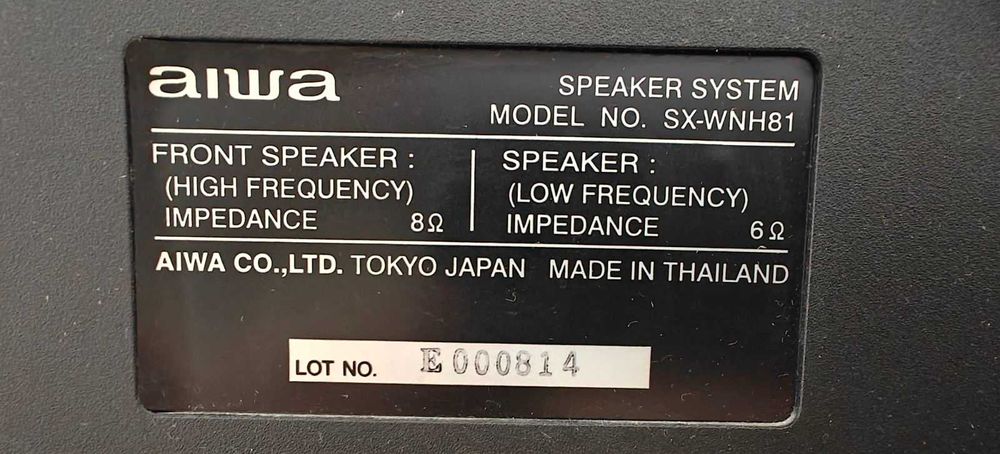 aiwa
SPEAKER SYSTEM
MODEL NO. SX-WNH81
FRONT SPEAKER :
(HIGH FREQUENCY)
IMPEDANCE 8Ω
SPEAKER :
(LOW FREQUENCY)
IMPEDANCE 6Ω
AIWA CO.,LTD. TOKYO JAPAN MADE IN THAILAND
LOT NO. E000814